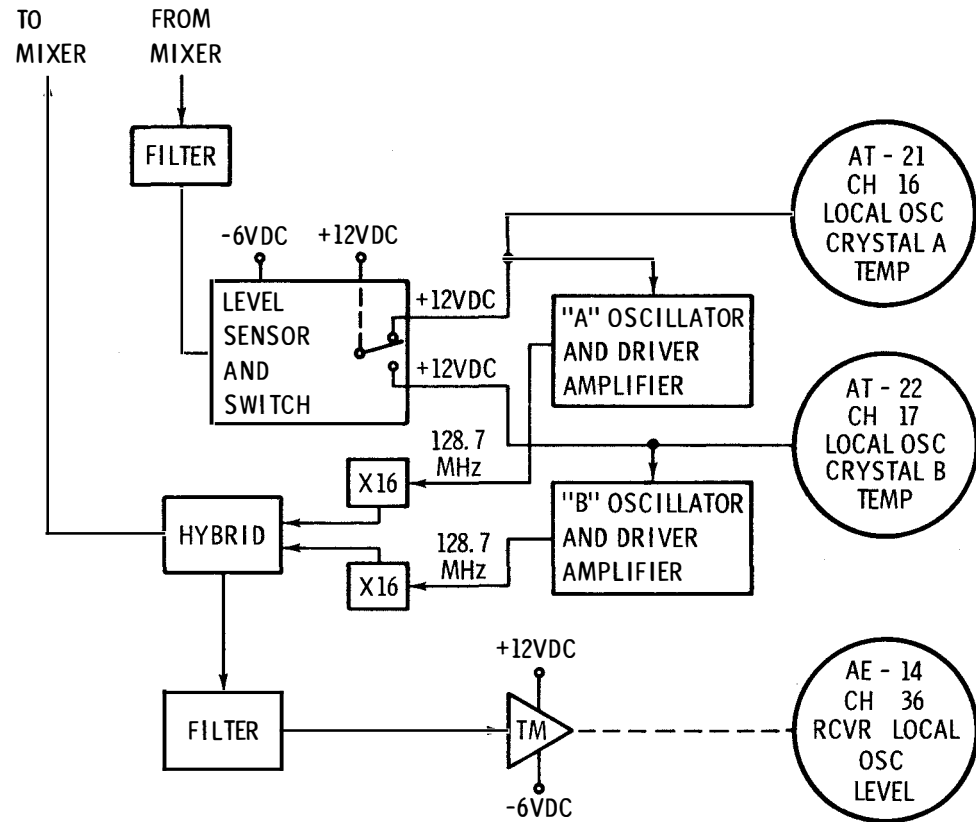 TO
MIXER
FROM
MIXER
FILTER
-6VDC
+12VDC
LEVEL
SENSOR
AND
SWITCH
+12VDC
+12VDC
"A" OSCILLATOR
AND DRIVER
AMPLIFIER
AT - 21
CH 16
LOCAL OSC
CRYSTAL A
TEMP
AT - 22
CH 17
LOCAL OSC
CRYSTAL B
TEMP
128.7
MHz
X16
"B" OSCILLATOR
AND DRIVER
AMPLIFIER
HYBRID
128.7
MHz
X16
+12VDC
FILTER
TM
-6VDC
AE - 14
CH 36
RCVR LOCAL
OSC
LEVEL